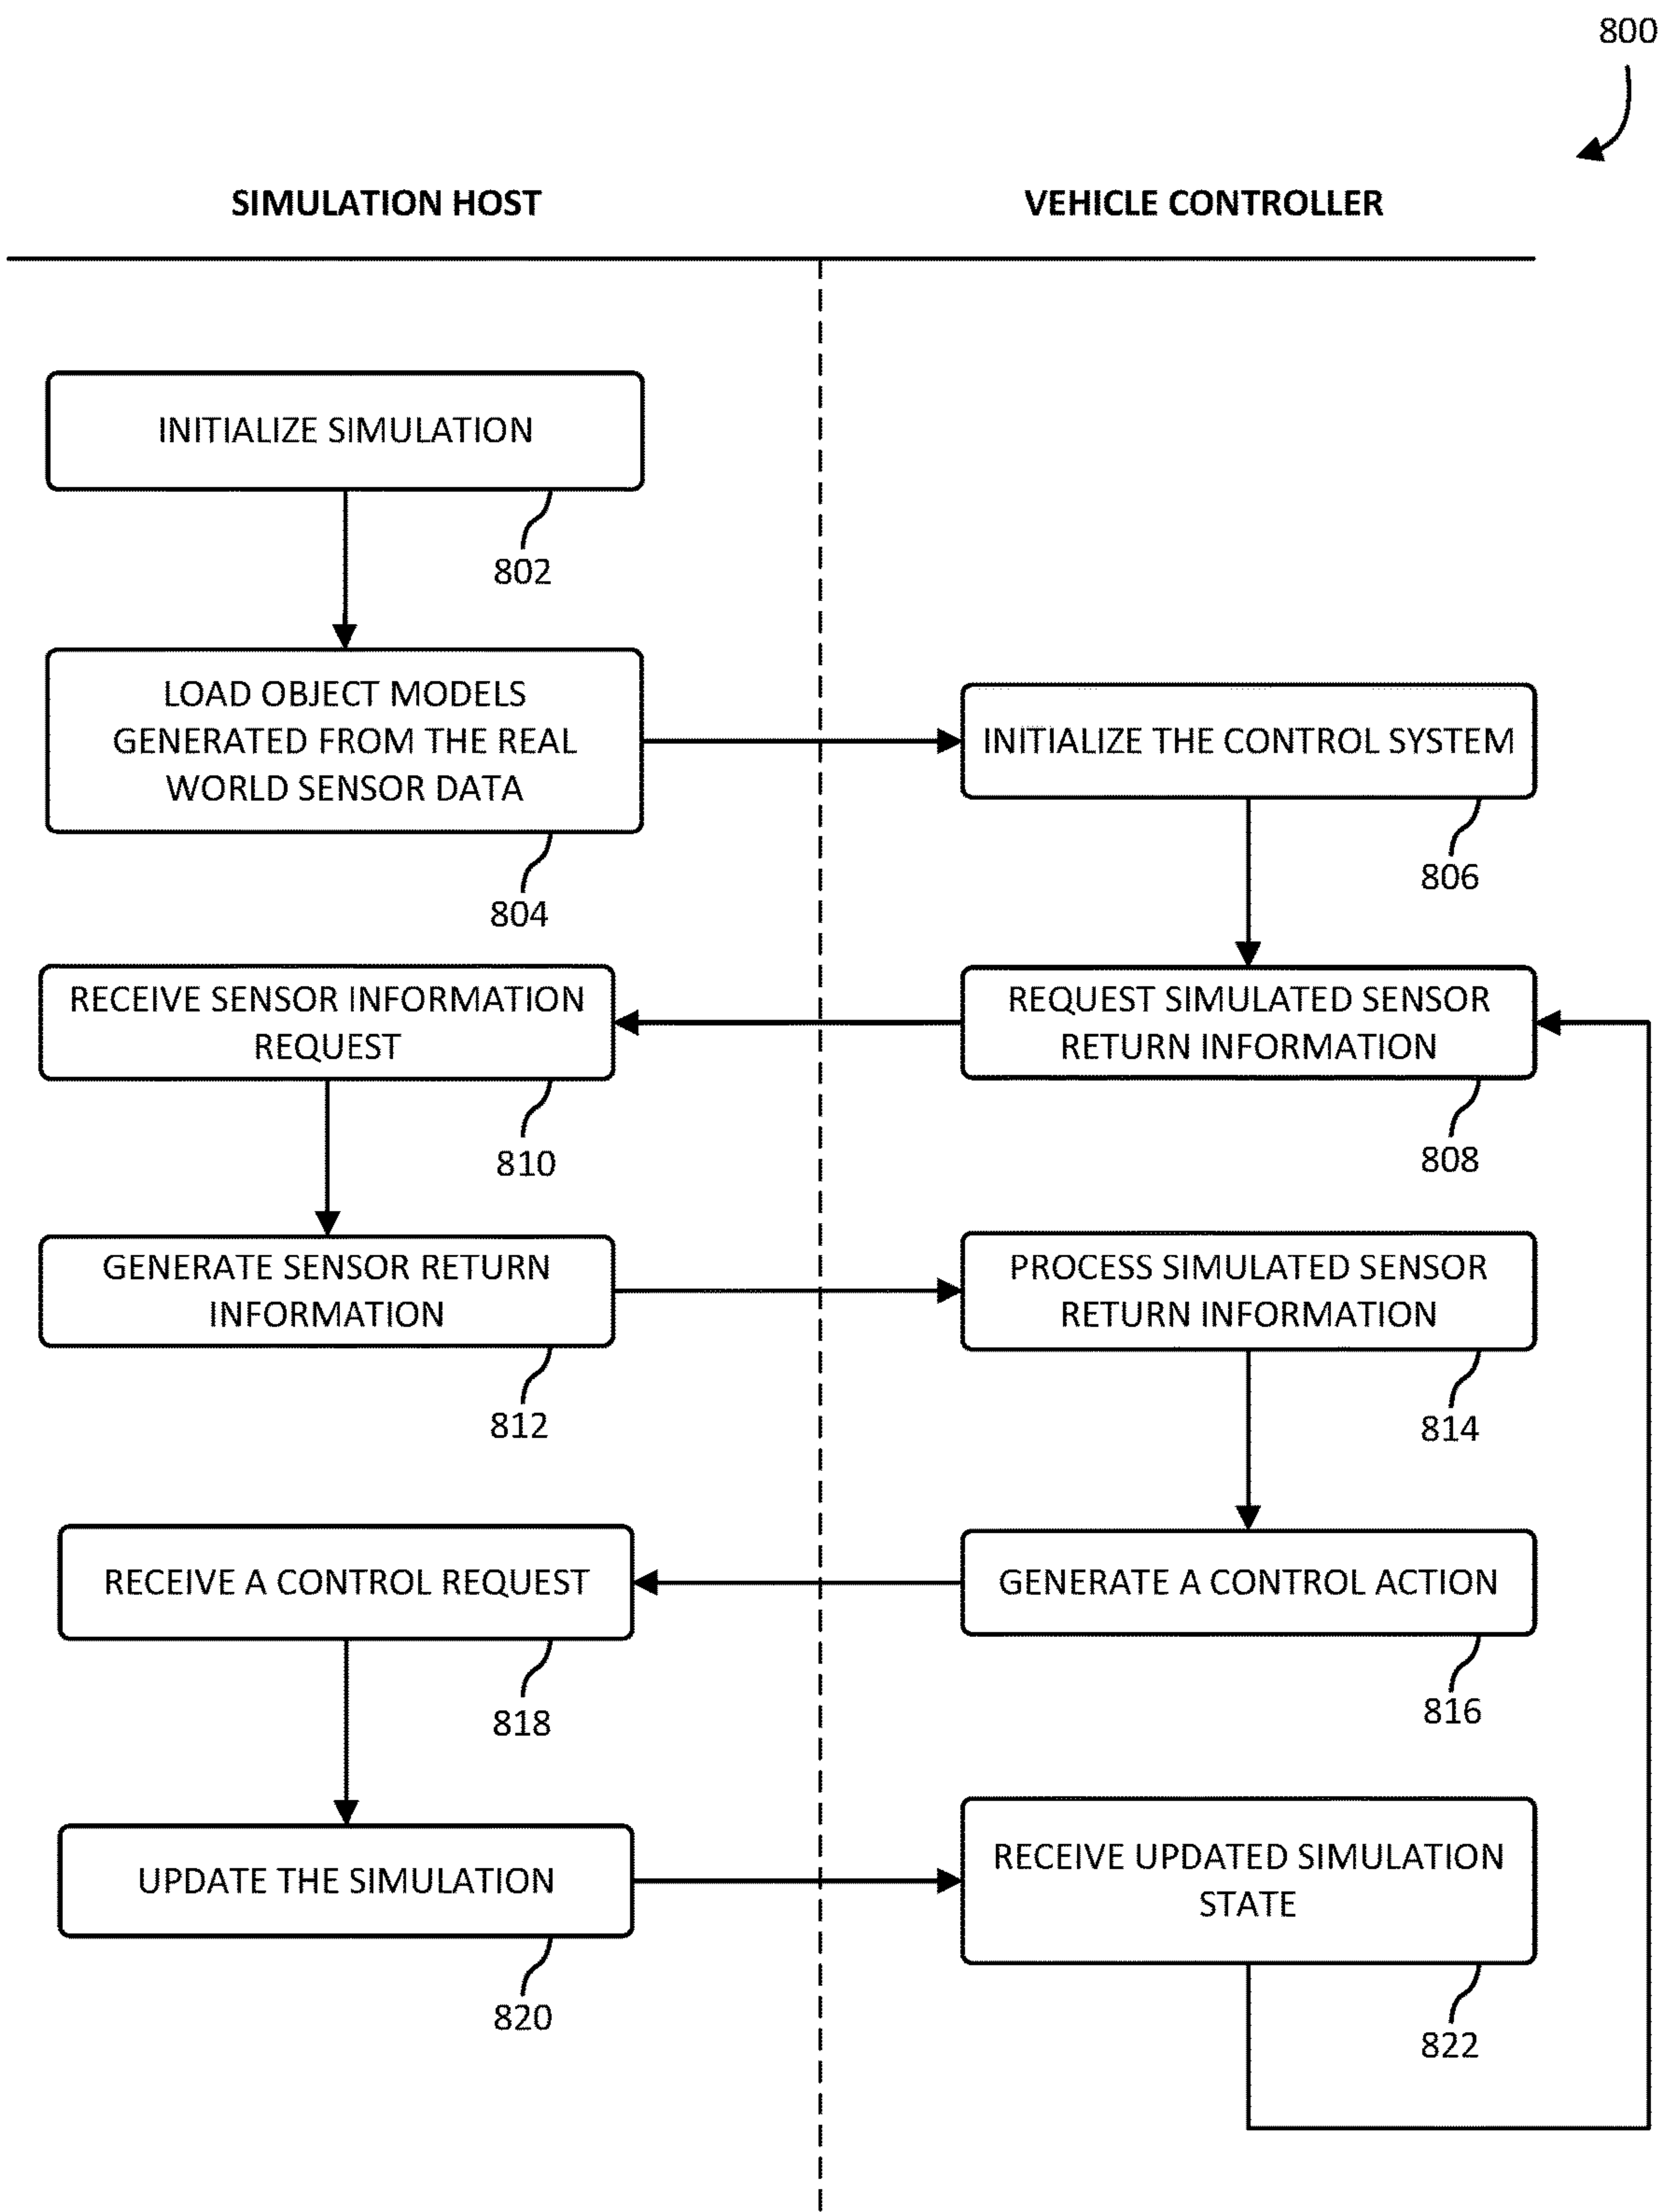 800
SIMULATION HOST
VEHICLE CONTROLLER
INITIALIZE SIMULATION
802
LOAD OBJECT MODELS
GENERATED FROM THE REAL
WORLD SENSOR DATA
804
INITIALIZE THE CONTROL SYSTEM
806
REQUEST SIMULATED SENSOR
RETURN INFORMATION
808
RECEIVE SENSOR INFORMATION
REQUEST
810
GENERATE SENSOR RETURN
INFORMATION
812
PROCESS SIMULATED SENSOR
RETURN INFORMATION
814
GENERATE A CONTROL ACTION
816
RECEIVE A CONTROL REQUEST
818
UPDATE THE SIMULATION
820
RECEIVE UPDATED SIMULATION
STATE
822